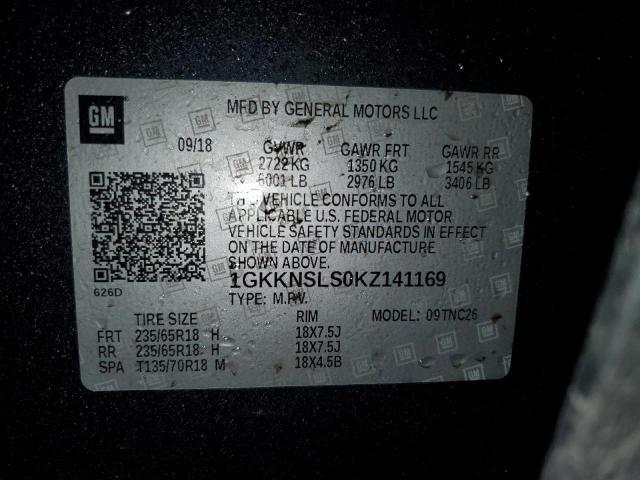 GM
MFD BY GENERAL MOTORS LLC
09/18 GVWR GAWR FRT GAWR RR
2722 KG 1350 KG 1545 KG
6001 LB 2976 LB 3406 LB
THIS VEHICLE CONFORMS TO ALL
APPLICABLE U.S. FEDERAL MOTOR
VEHICLE SAFETY STANDARDS IN EFFECT
ON THE DATE OF MANUFACTURE
SHOWN ABOVE.
626D 1GKKNSLS0KZ141169
TYPE: M.P.V.
TIRE SIZE RIM MODEL: 09TNC26
FRT 235/65R18 H 18X7.5J
RR 235/65R18 H 18X7.5J
SPA T135/70R18 M 18X4.5B